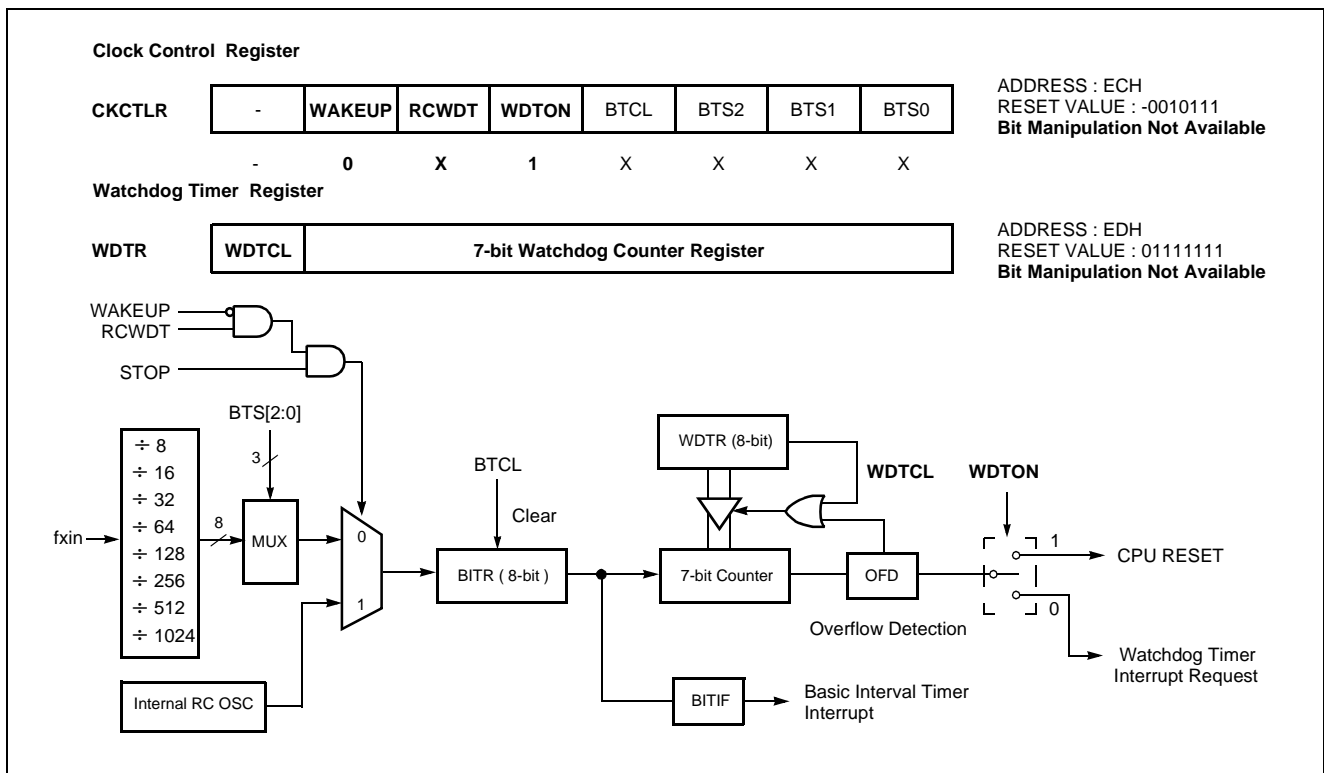 Clock Control Register
CKCTLR - WAKEUP RCWDT WDTON BTCL BTS2 BTS1 BTS0
ADDRESS : ECH
RESET VALUE : -0010111
Bit Manipulation Not Available
- 0 X 1 X X X X
Watchdog Timer Register
WDTR WDTCL 7-bit Watchdog Counter Register
ADDRESS : EDH
RESET VALUE : 01111111
Bit Manipulation Not Available
WAKEUP
RCWDT
STOP
BTS[2:0]
3
fxin
÷ 8
÷ 16
÷ 32
÷ 64
÷ 128
÷ 256
÷ 512
÷ 1024
8
MUX
0
1
Internal RC OSC
BTCL
Clear
BITR ( 8-bit )
WDTR (8-bit)
WDTCL
WDTON
7-bit Counter
OFD
Overflow Detection
1
CPU RESET
0
Watchdog Timer
Interrupt Request
BITIF
Basic Interval Timer
Interrupt